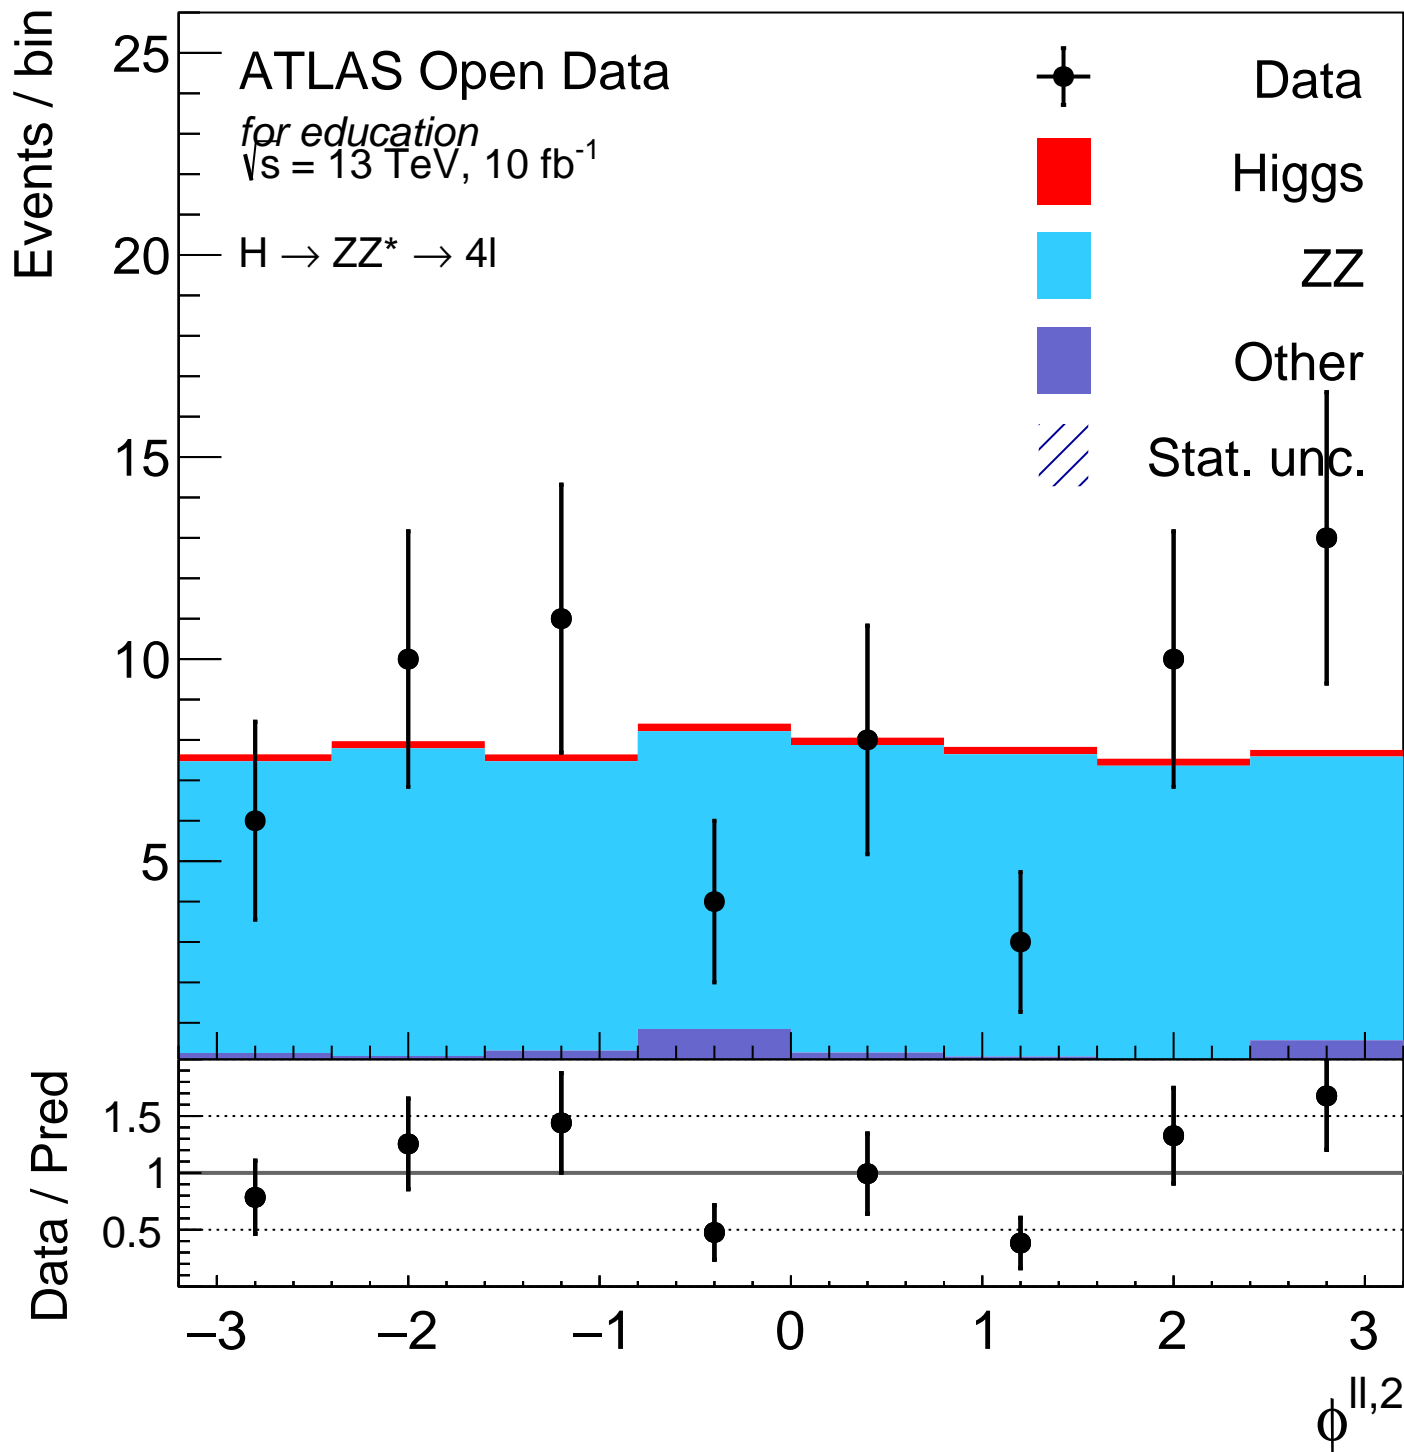 Events / bin
25
20
15
10
5
ATLAS Open Data
for education
√s = 13 TeV, 10 fb-1
H → ZZ* → 4l
Data
Higgs
ZZ
Other
Stat. unc.
Data / Pred
1.5
1
0.5
–3 –2 –1 0 1 2 3
ϕll,2